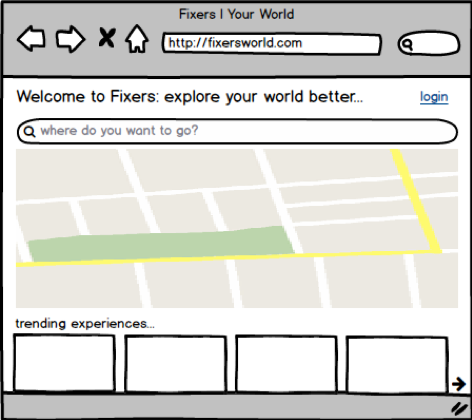 Fixers | Your World
http://fixersworld.com
Welcome to Fixers: explore your world better...
login
where do you want to go?
trending experiences...